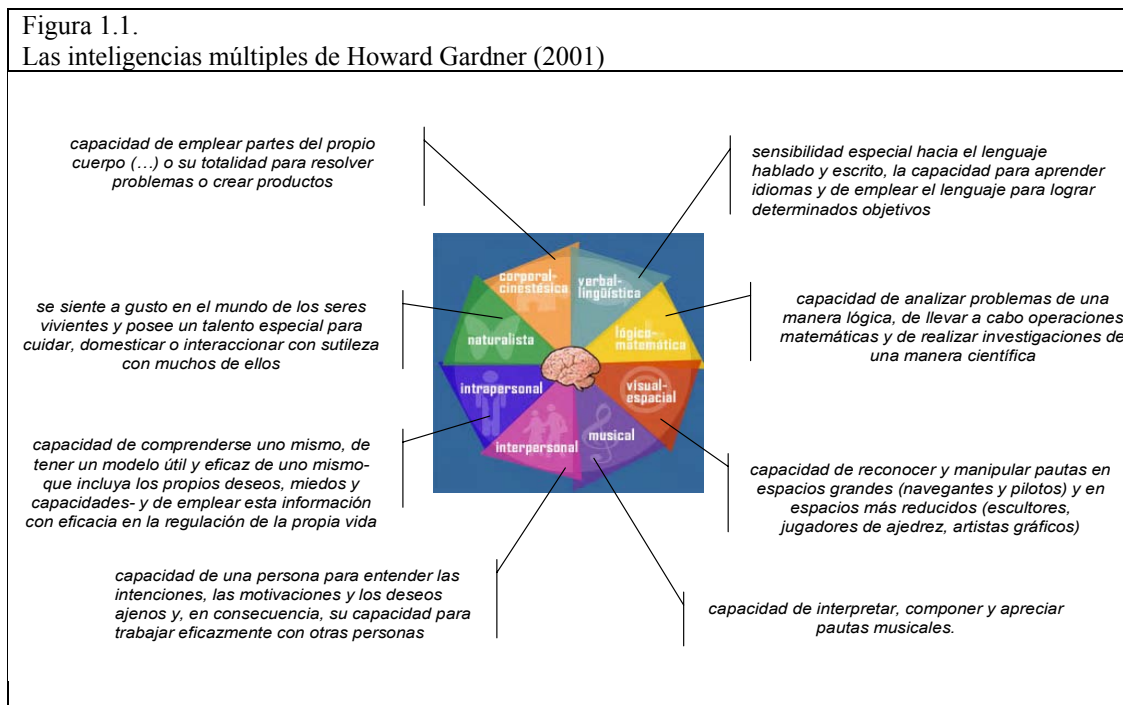 Figura 1.1.
Las inteligencias múltiples de Howard Gardner (2001)
capacidad de emplear partes del propio
cuerpo (…) o su totalidad para resolver
problemas o crear productos
sensibilidad especial hacia el lenguaje
hablado y escrito, la capacidad para aprender
idiomas y de emplear el lenguaje para lograr
determinados objetivos
se siente a gusto en el mundo de los seres
vivientes y posee un talento especial para
cuidar, domesticar o interaccionar con sutileza
con muchos de ellos
capacidad de analizar problemas de una
manera lógica, de llevar a cabo operaciones
matemáticas y de realizar investigaciones de
una manera científica
corporal-
cinestésica
verbal-
lingüística
naturalista
lógico-
matemática
intrapersonal
visual-
espacial
interpersonal
musical
capacidad de comprenderse uno mismo, de
tener un modelo útil y eficaz de uno mismo-
que incluya los propios deseos, miedos y
capacidades- y de emplear esta información
con eficacia en la regulación de la propia vida
capacidad de reconocer y manipular pautas en
espacios grandes (navegantes y pilotos) y en
espacios más reducidos (escultores,
jugadores de ajedrez, artistas gráficos)
capacidad de una persona para entender las
intenciones, las motivaciones y los deseos
ajenos y, en consecuencia, su capacidad para
trabajar eficazmente con otras personas
capacidad de interpretar, componer y apreciar
pautas musicales.